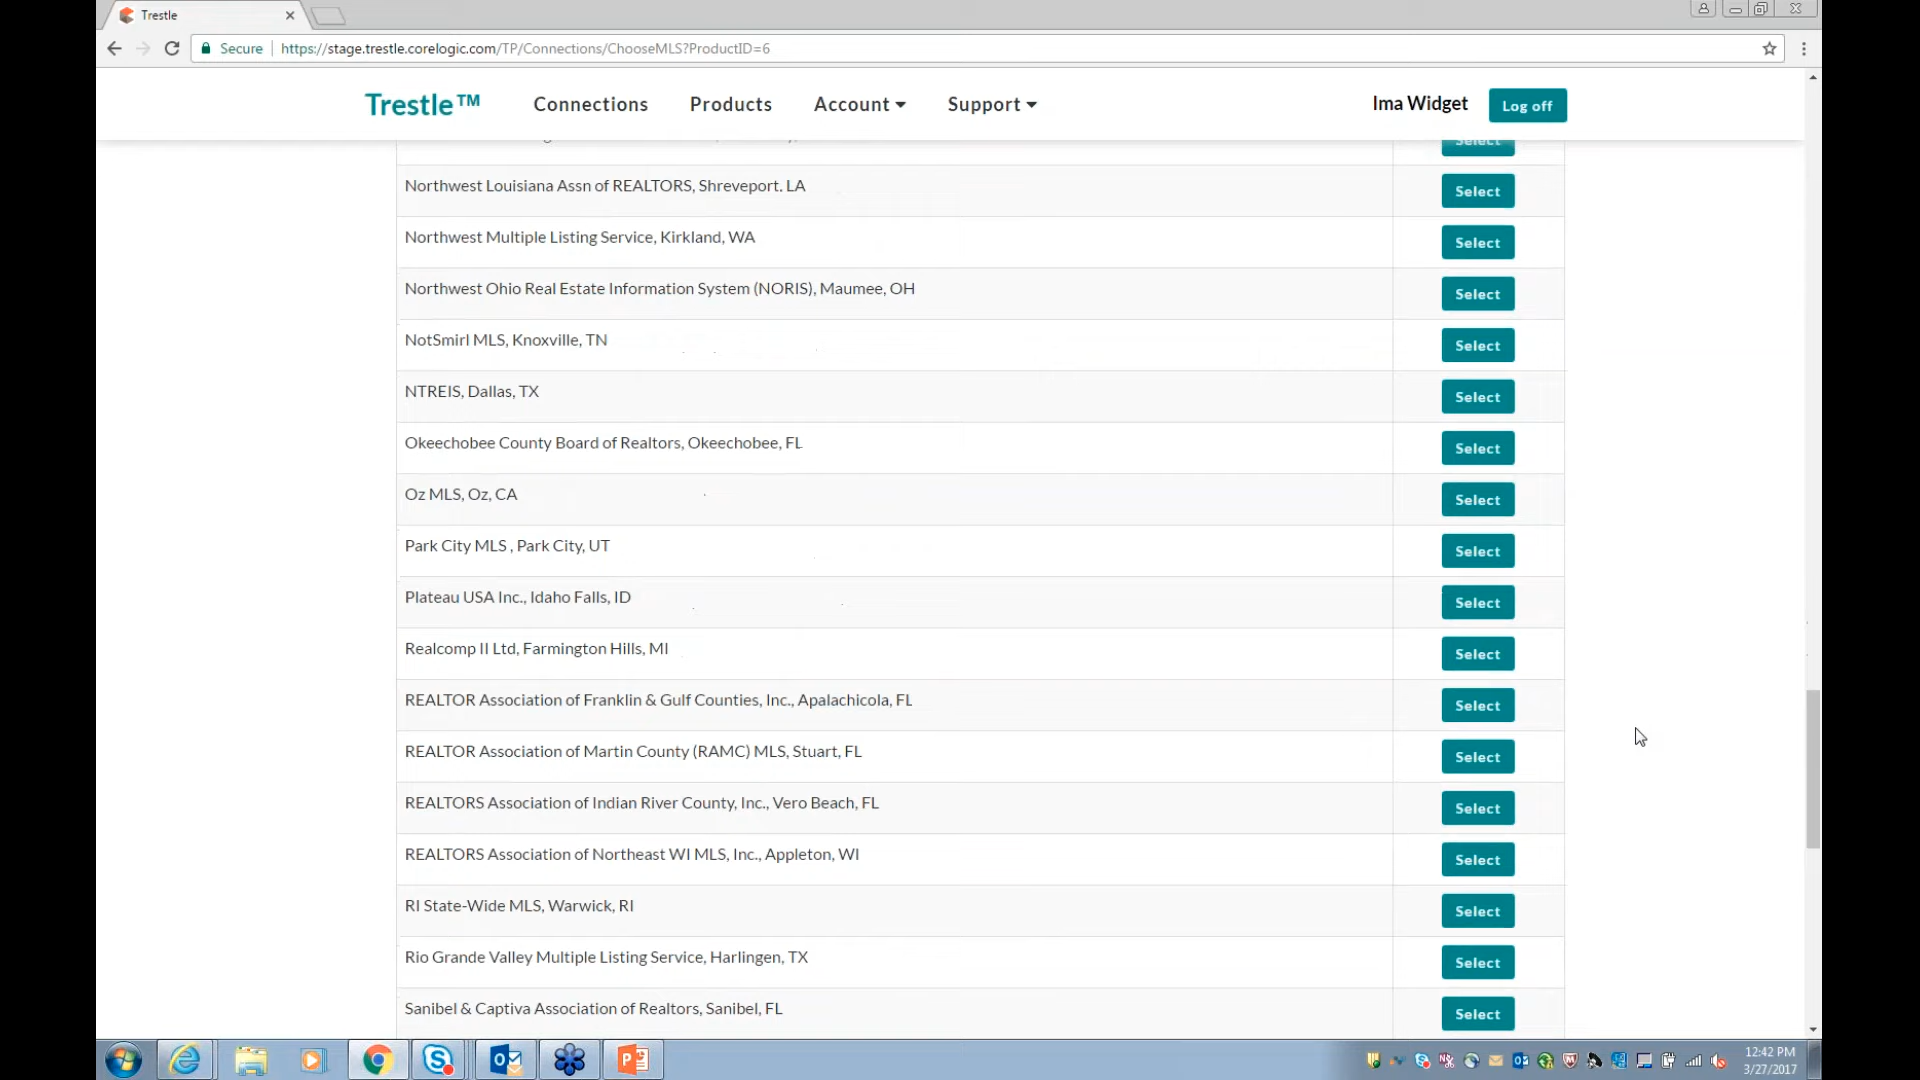 Trestle
Secure
https://stage.trestle.corelogic.com/TP/Connections/ChooseMLS?ProductID=6
Trestle™ Connections Products Account Support Ima Widget Log off
Select
Northwest Louisiana Assn of REALTORS, Shreveport. LA Select
Northwest Multiple Listing Service, Kirkland, WA Select
Northwest Ohio Real Estate Information System (NORIS), Maumee, OH Select
NotSmirl MLS, Knoxville, TN Select
NTREIS, Dallas, TX Select
Okeechobee County Board of Realtors, Okeechobee, FL Select
Oz MLS, Oz, CA Select
Park City MLS , Park City, UT Select
Plateau USA Inc., Idaho Falls, ID Select
Realcomp II Ltd, Farmington Hills, MI Select
REALTOR Association of Franklin & Gulf Counties, Inc., Apalachicola, FL Select
REALTOR Association of Martin County (RAMC) MLS, Stuart, FL Select
REALTORS Association of Indian River County, Inc., Vero Beach, FL Select
REALTORS Association of Northeast WI MLS, Inc., Appleton, WI Select
RI State-Wide MLS, Warwick, RI Select
Rio Grande Valley Multiple Listing Service, Harlingen, TX Select
Sanibel & Captiva Association of Realtors, Sanibel, FL Select
12:42 PM
3/27/2017